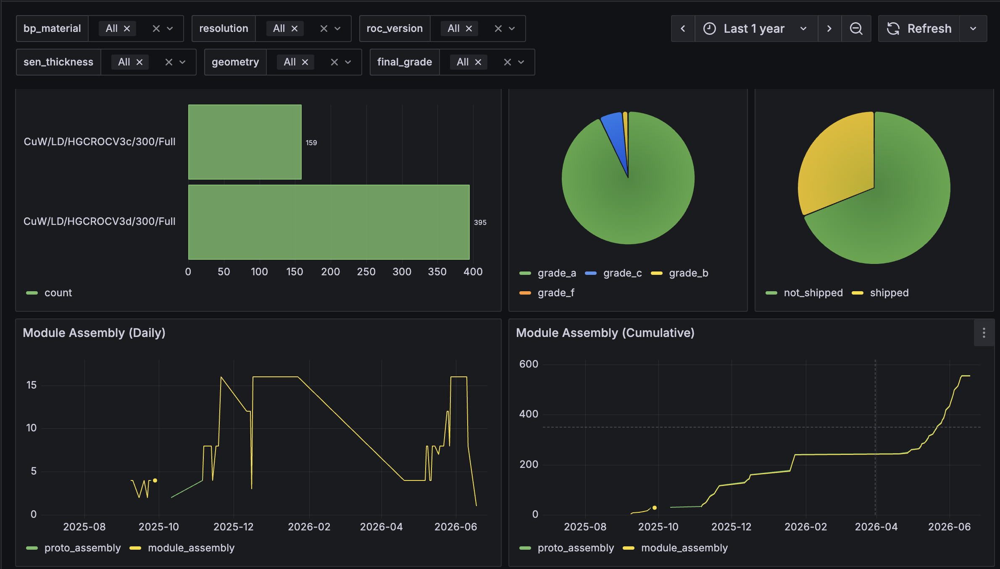 bp_material All
resolution All
roc_version All
Last 1 year
Refresh
sen_thickness All
geometry All
final_grade All
CuW/LD/HGCROCV3c/300/Full
159
CuW/LD/HGCROCV3d/300/Full
395
0 50 100 150 200 250 300 350 400
count
grade_a grade_c grade_b
grade_f
not_shipped shipped
Module Assembly (Daily)
15
10
5
0
2025-08 2025-10 2025-12 2026-02 2026-04 2026-06
proto_assembly module_assembly
Module Assembly (Cumulative)
600
400
200
0
2025-08 2025-10 2025-12 2026-02 2026-04 2026-06
proto_assembly module_assembly